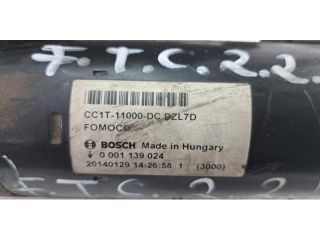 F.T.C.2.2.
CC1T-11000-DC DZL7D
FOMOCO
BOSCH Made in Hungary
0 001 139 024
20140129 14:26:58 1 (3000)
F.T.C.2.2